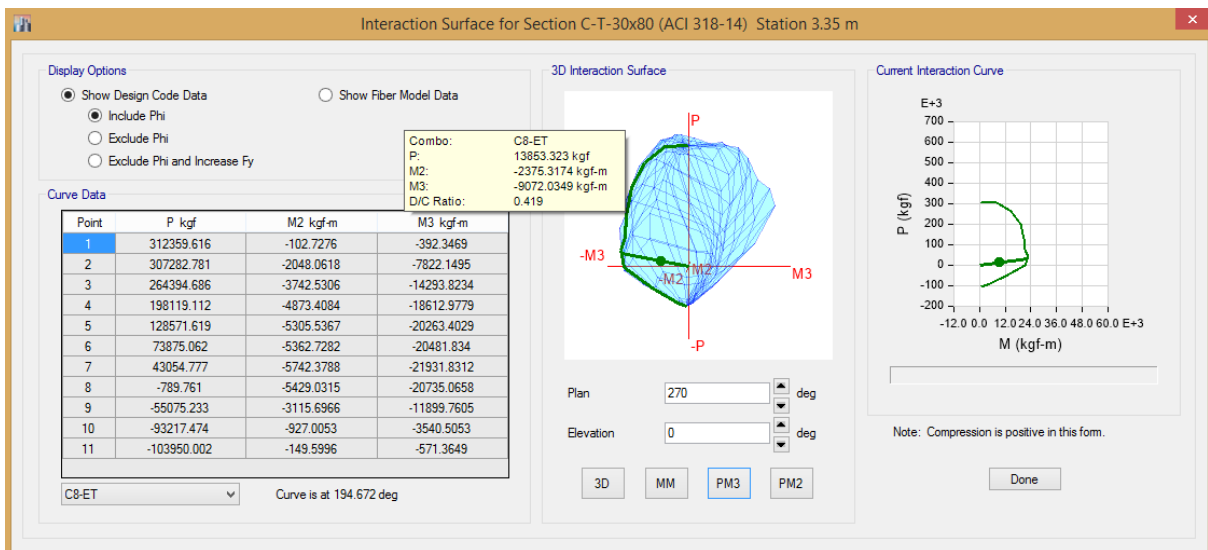 Interaction Surface for Section C-T-30x80 (ACI 318-14) Station 3.35 m
Display Options
Show Design Code Data
Show Fiber Model Data
Include Phi
Exclude Phi
Exclude Phi and Increase Fy
Combo: C8-ET
P: 13853.323 kgf
M2: -2375.3174 kgf-m
M3: -9072.0349 kgf-m
D/C Ratio: 0.419
Curve Data
Point P kgf M2 kgf-m M3 kgf-m
1 312359.616 -102.7276 -392.3469
2 307282.781 -2048.0618 -7822.1495
3 264394.686 -3742.5306 -14293.8234
4 198119.112 -4873.4084 -18612.9779
5 128571.619 -5305.5367 -20263.4029
6 73875.062 -5362.7282 -20481.834
7 43054.777 -5742.3788 -21931.8312
8 -789.761 -5429.0315 -20735.0658
9 -55075.233 -3115.6966 -11899.7605
10 -93217.474 -927.0053 -3540.5053
11 -103950.002 -149.5996 -571.3649
C8-ET
Curve is at 194.672 deg
3D Interaction Surface
P
-M3
M2
-M2
M3
-P
Plan 270 deg
Elevation 0 deg
3D MM PM3 PM2
Current Interaction Curve
E+3
700
600
500
400
300
200
100
0
-100
-200
P (kgf)
-12.0 0.0 12.0 24.0 36.0 48.0 60.0 E+3
M (kgf-m)
Note: Compression is positive in this form.
Done